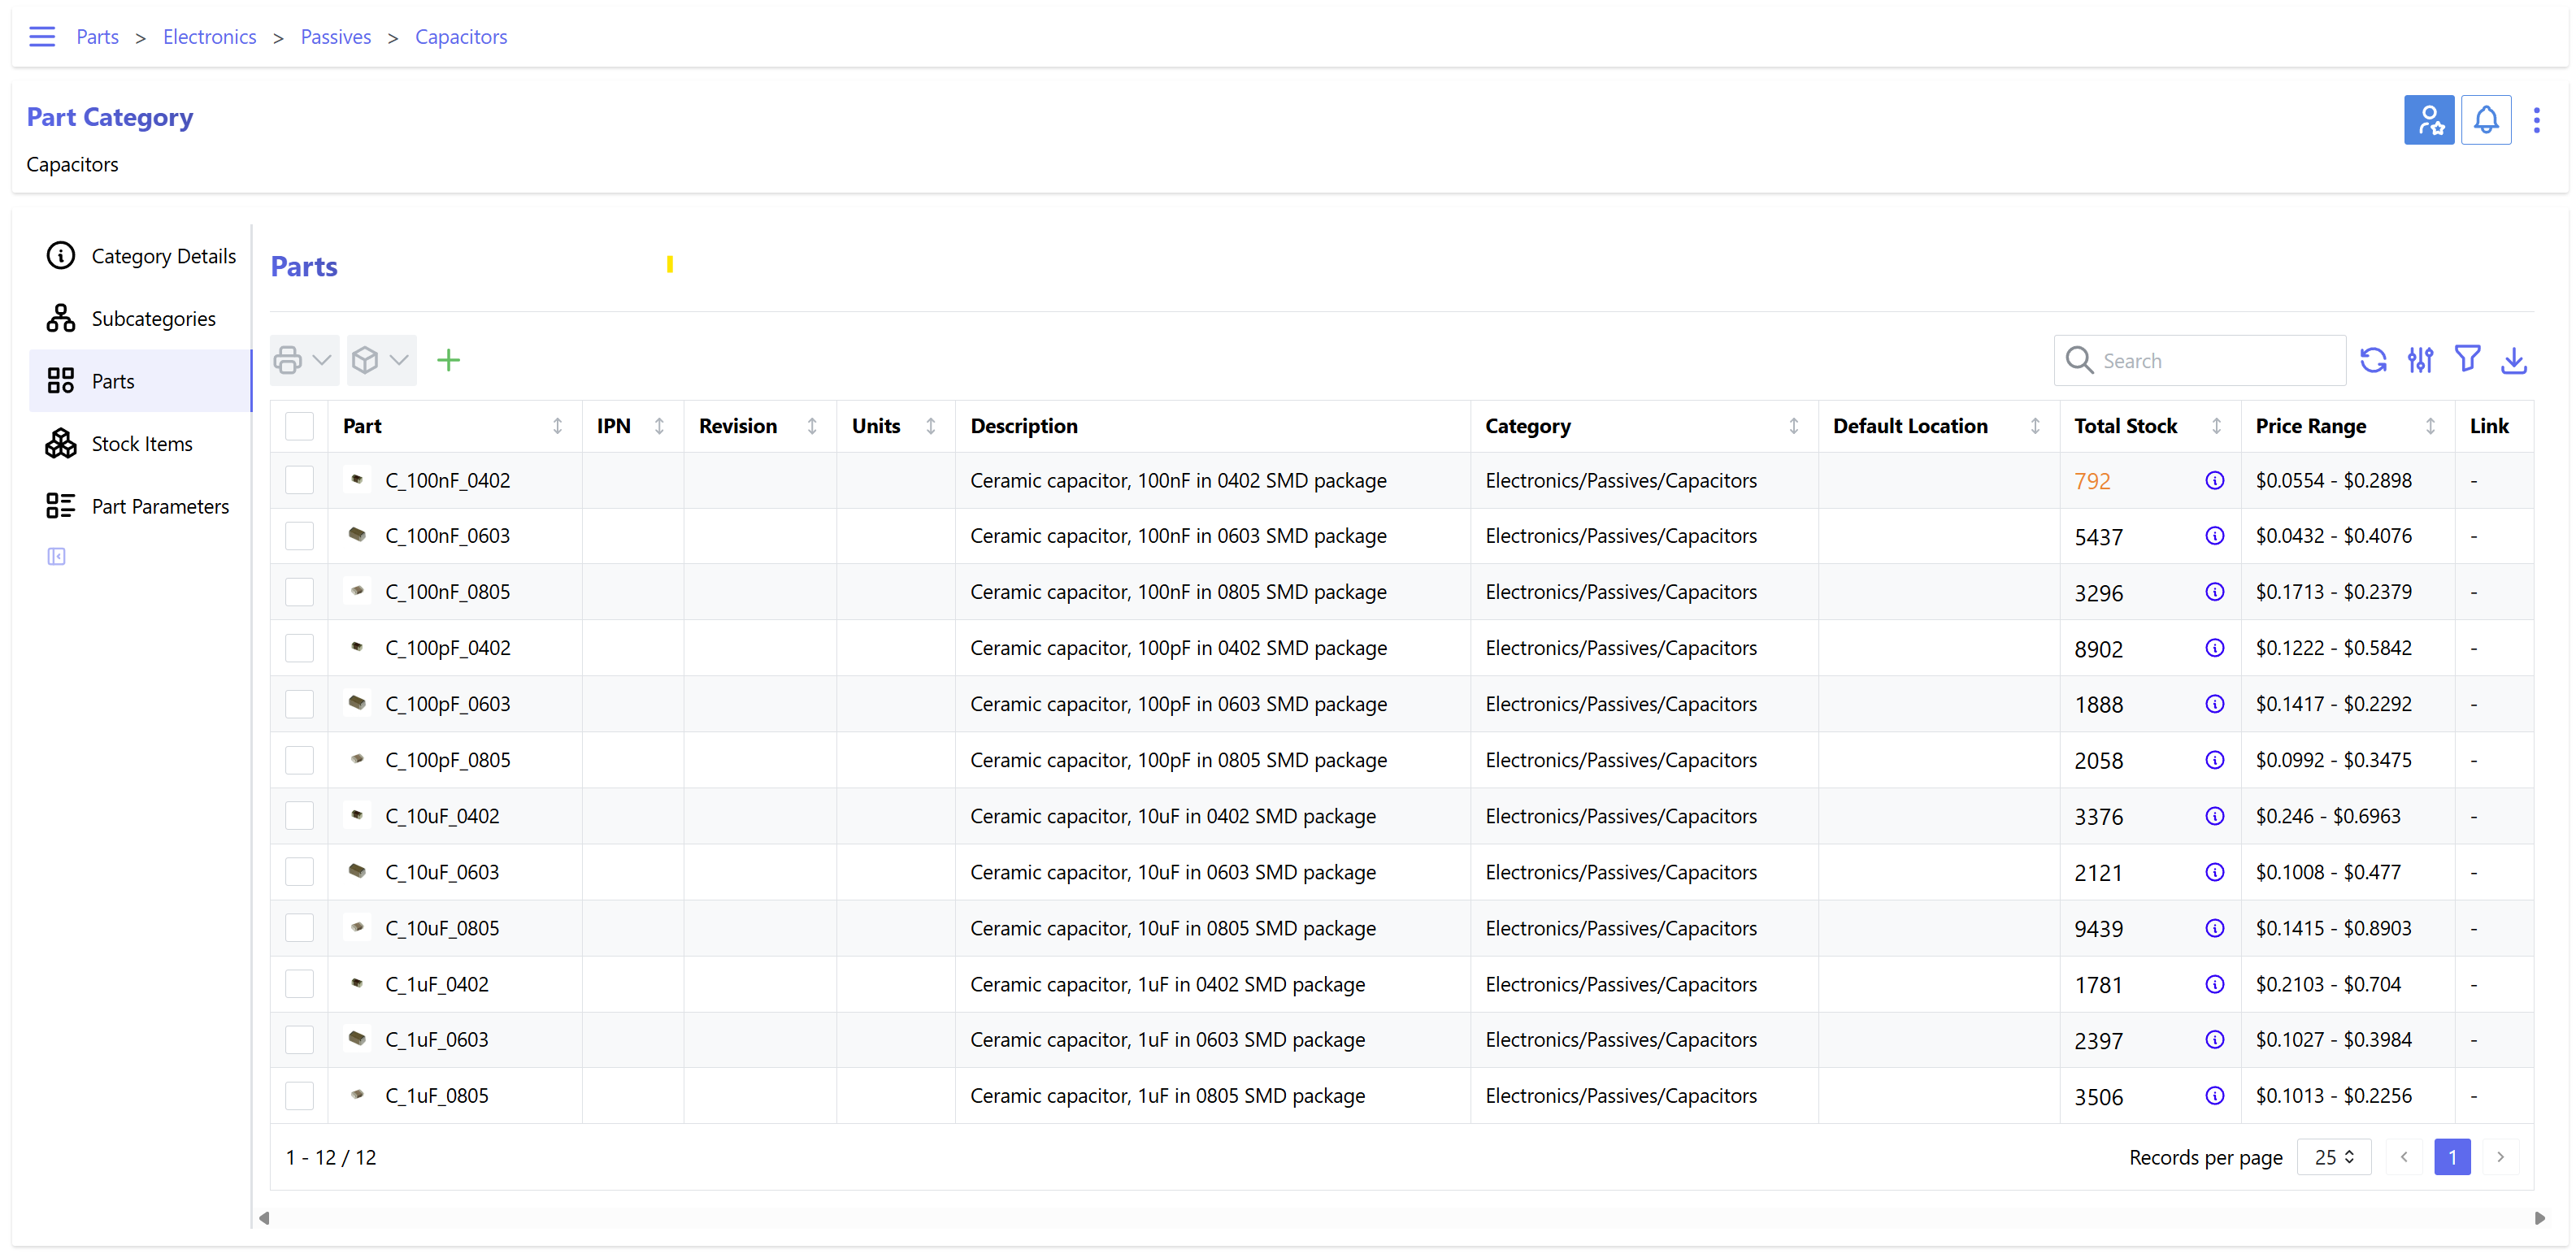 Parts > Electronics > Passives > Capacitors
Part Category
Capacitors
Category Details
Subcategories
Parts
Stock Items
Part Parameters
Parts
Search
Part IPN Revision Units Description Category Default Location Total Stock Price Range Link
C_100nF_0402 Ceramic capacitor, 100nF in 0402 SMD package Electronics/Passives/Capacitors 792 $0.0554 - $0.2898 -
C_100nF_0603 Ceramic capacitor, 100nF in 0603 SMD package Electronics/Passives/Capacitors 5437 $0.0432 - $0.4076 -
C_100nF_0805 Ceramic capacitor, 100nF in 0805 SMD package Electronics/Passives/Capacitors 3296 $0.1713 - $0.2379 -
C_100pF_0402 Ceramic capacitor, 100pF in 0402 SMD package Electronics/Passives/Capacitors 8902 $0.1222 - $0.5842 -
C_100pF_0603 Ceramic capacitor, 100pF in 0603 SMD package Electronics/Passives/Capacitors 1888 $0.1417 - $0.2292 -
C_100pF_0805 Ceramic capacitor, 100pF in 0805 SMD package Electronics/Passives/Capacitors 2058 $0.0992 - $0.3475 -
C_10uF_0402 Ceramic capacitor, 10uF in 0402 SMD package Electronics/Passives/Capacitors 3376 $0.246 - $0.6963 -
C_10uF_0603 Ceramic capacitor, 10uF in 0603 SMD package Electronics/Passives/Capacitors 2121 $0.1008 - $0.477 -
C_10uF_0805 Ceramic capacitor, 10uF in 0805 SMD package Electronics/Passives/Capacitors 9439 $0.1415 - $0.8903 -
C_1uF_0402 Ceramic capacitor, 1uF in 0402 SMD package Electronics/Passives/Capacitors 1781 $0.2103 - $0.704 -
C_1uF_0603 Ceramic capacitor, 1uF in 0603 SMD package Electronics/Passives/Capacitors 2397 $0.1027 - $0.3984 -
C_1uF_0805 Ceramic capacitor, 1uF in 0805 SMD package Electronics/Passives/Capacitors 3506 $0.1013 - $0.2256 -
1 - 12 / 12 Records per page 25 1